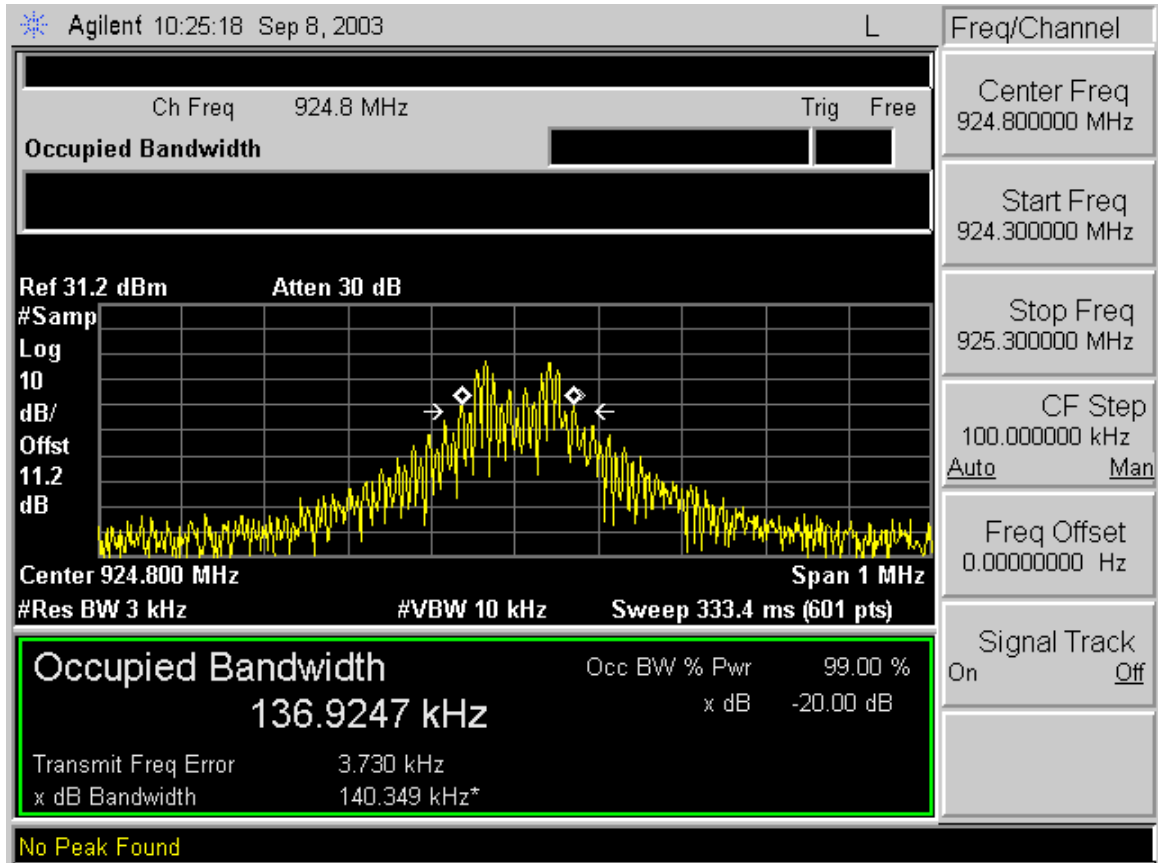 Agilent 10:25:18 Sep 8, 2003 L
Freq/Channel
Ch Freq 924.8 MHz Trig Free
Occupied Bandwidth
Center Freq
924.800000 MHz
Start Freq
924.300000 MHz
Stop Freq
925.300000 MHz
CF Step
100.000000 kHz
Auto Man
Freq Offset
0.00000000 Hz
Signal Track
On Off
Ref 31.2 dBm Atten 30 dB
#Samp
Log
10
dB/
Offst
11.2
dB
Center 924.800 MHz Span 1 MHz
#Res BW 3 kHz #VBW 10 kHz Sweep 333.4 ms (601 pts)
Occupied Bandwidth
136.9247 kHz
Occ BW % Pwr 99.00 %
x dB -20.00 dB
Transmit Freq Error 3.730 kHz
x dB Bandwidth 140.349 kHz*
No Peak Found